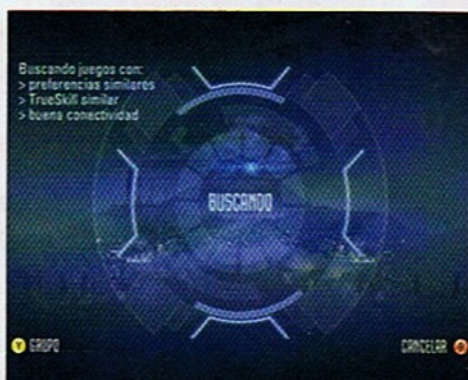 Buscando juegos con:
> preferencias similares
> TrueSkill similar
> buena conectividad
BUSCANDO
Y GRUPO
CANCELAR B